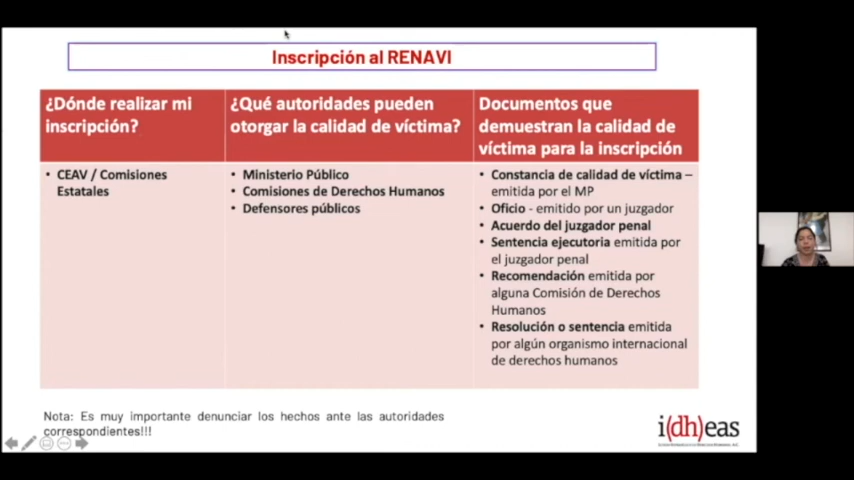 Inscripción al RENAVI
¿Dónde realizar mi
inscripción?
¿Qué autoridades pueden
otorgar la calidad de víctima?
Documentos que
demuestran la calidad de
víctima para la inscripción
• CEAV / Comisiones
Estatales
• Ministerio Público
• Comisiones de Derechos Humanos
• Defensores públicos
• Constancia de calidad de víctima –
emitida por el MP
• Oficio - emitido por un juzgador
• Acuerdo del juzgador penal
• Sentencia ejecutoria emitida por
el juzgador penal
• Recomendación emitida por
alguna Comisión de Derechos
Humanos
• Resolución o sentencia emitida
por algún organismo internacional
de derechos humanos
Nota: Es muy importante denunciar los hechos ante las autoridades
correspondientes!!!
i(dh)eas